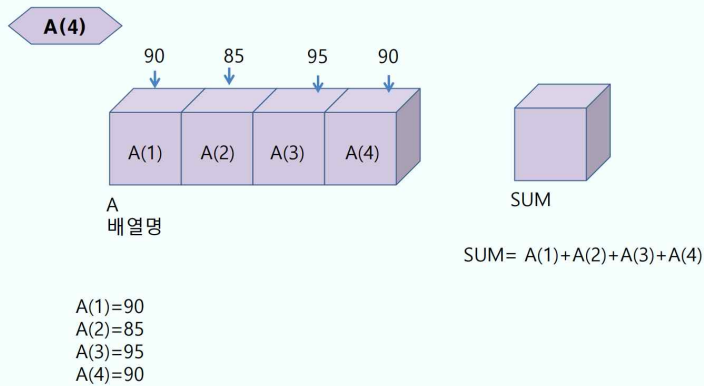 A(4)
90 85 95 90
A(1) A(2) A(3) A(4)
A
배열명
SUM
SUM= A(1)+A(2)+A(3)+A(4)
A(1)=90
A(2)=85
A(3)=95
A(4)=90